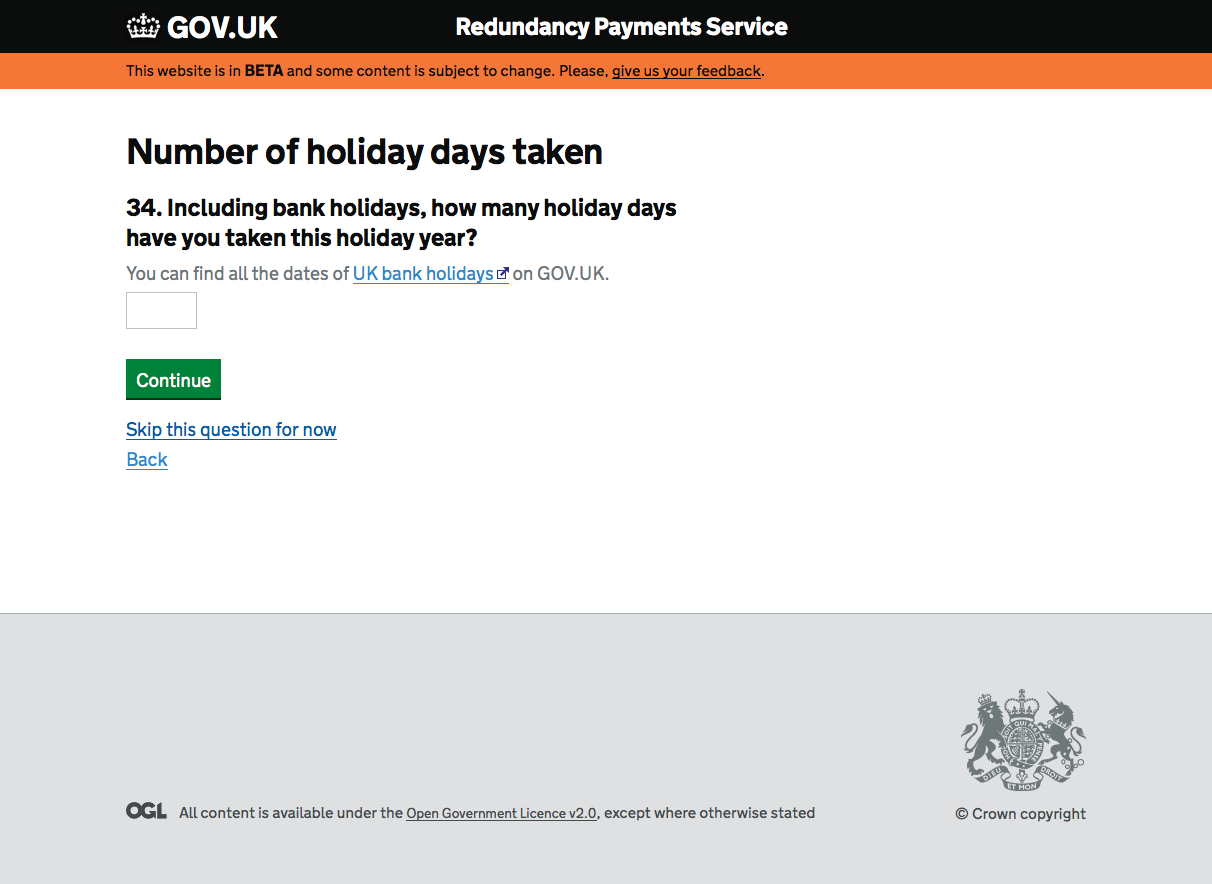 GOV.UK
Redundancy Payments Service
This website is in BETA and some content is subject to change. Please, give us your feedback.
Number of holiday days taken
34. Including bank holidays, how many holiday days
have you taken this holiday year?
You can find all the dates of UK bank holidays on GOV.UK.
Continue
Skip this question for now
Back
DIEU ET MON DROIT
OGL All content is available under the Open Government Licence v2.0, except where otherwise stated
© Crown copyright